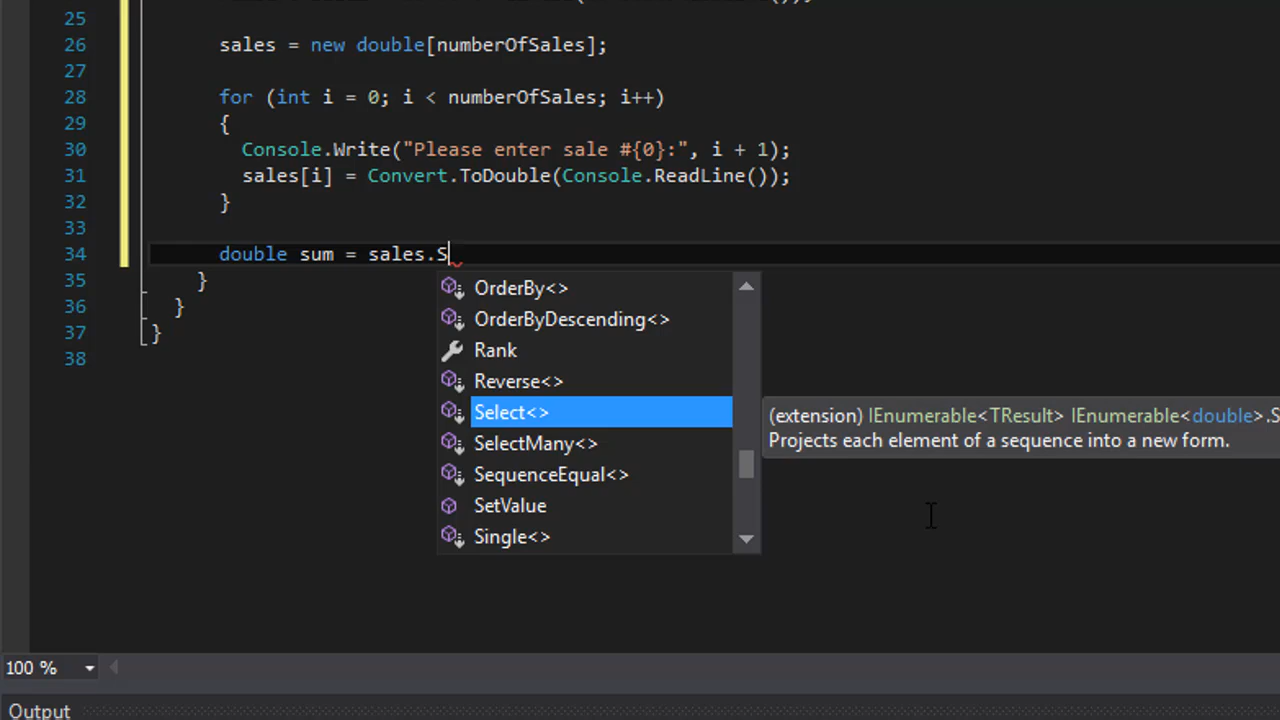 25
26 sales = new double[numberOfSales];
27
28 for (int i = 0; i < numberOfSales; i++)
29 {
30 Console.Write("Please enter sale #{0}:", i + 1);
31 sales[i] = Convert.ToDouble(Console.ReadLine());
32 }
33
34 double sum = sales.S
35 }
36 }
37 }
38
OrderBy<>
OrderByDescending<>
Rank
Reverse<>
Select<>
SelectMany<>
SequenceEqual<>
SetValue
Single<>
(extension) IEnumerable<TResult> IEnumerable<double>.S
Projects each element of a sequence into a new form.
100 %
Output